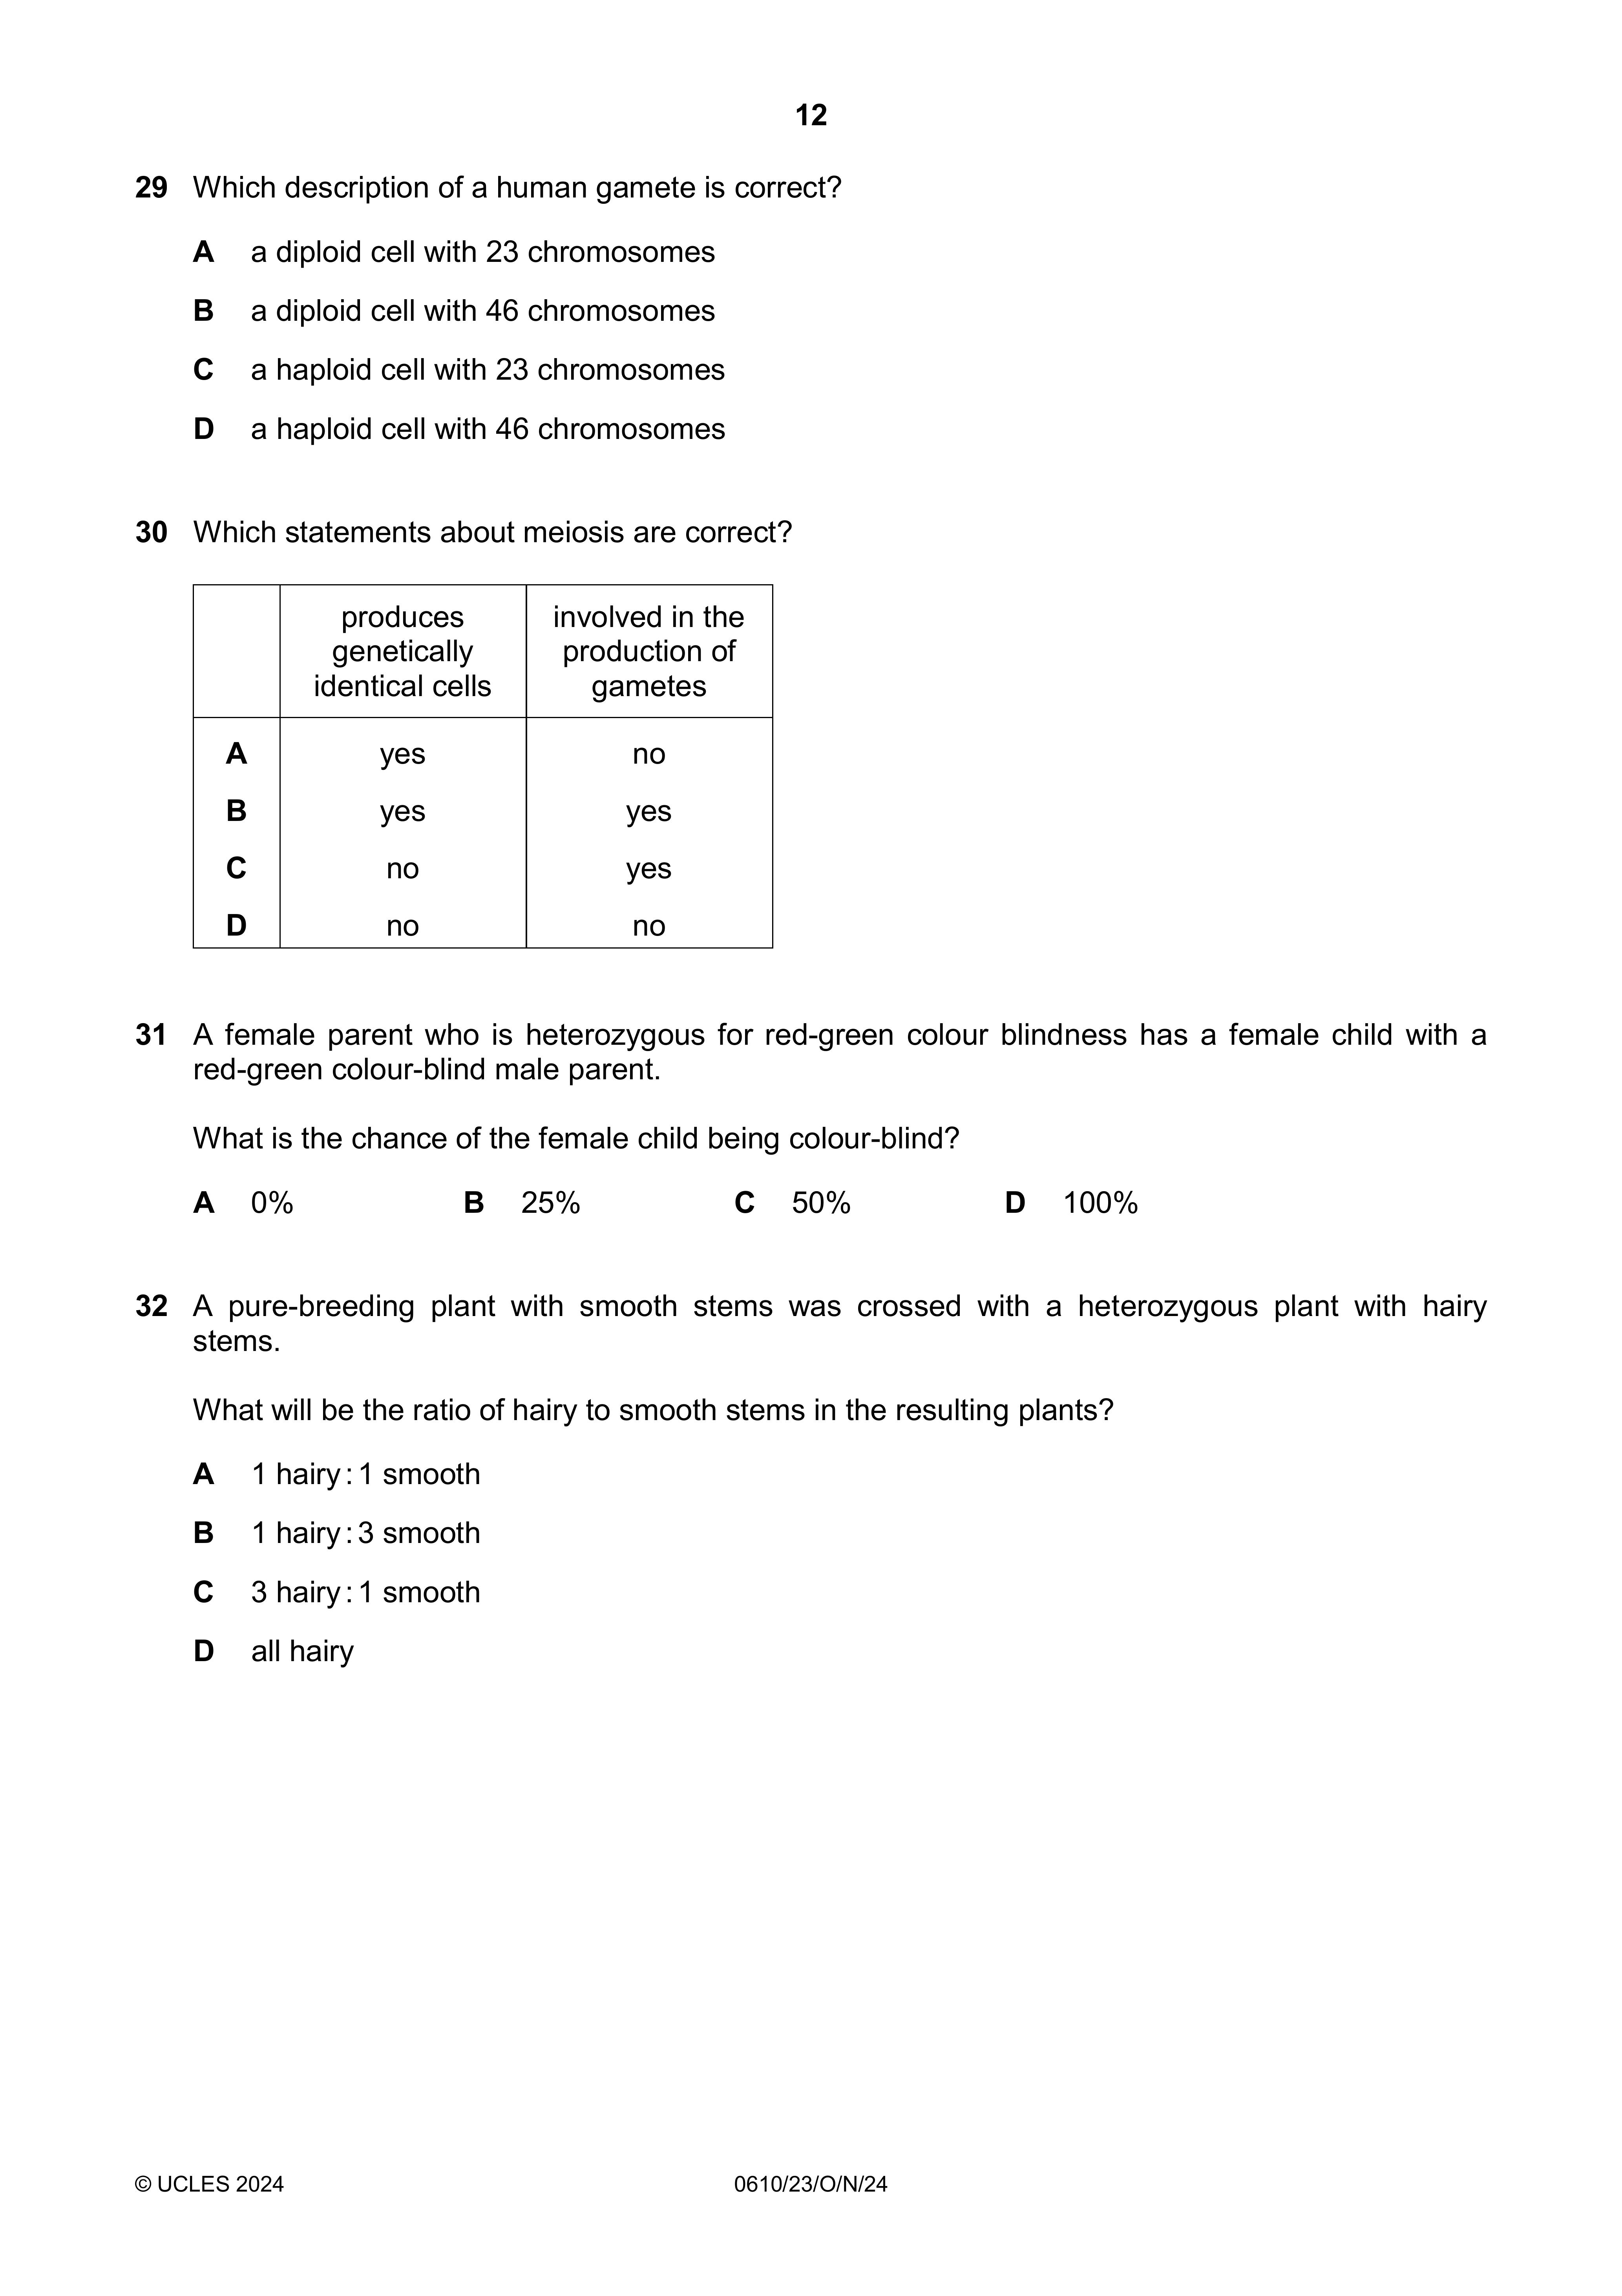 12
29 Which description of a human gamete is correct?
A a diploid cell with 23 chromosomes
B a diploid cell with 46 chromosomes
C a haploid cell with 23 chromosomes
D a haploid cell with 46 chromosomes
30 Which statements about meiosis are correct?
produces genetically identical cells
involved in the production of gametes
A yes no
B yes yes
C no yes
D no no
31 A female parent who is heterozygous for red-green colour blindness has a female child with a
red-green colour-blind male parent.
What is the chance of the female child being colour-blind?
A 0% B 25% C 50% D 100%
32 A pure-breeding plant with smooth stems was crossed with a heterozygous plant with hairy
stems.
What will be the ratio of hairy to smooth stems in the resulting plants?
A 1 hairy : 1 smooth
B 1 hairy : 3 smooth
C 3 hairy : 1 smooth
D all hairy
© UCLES 2024 0610/23/O/N/24